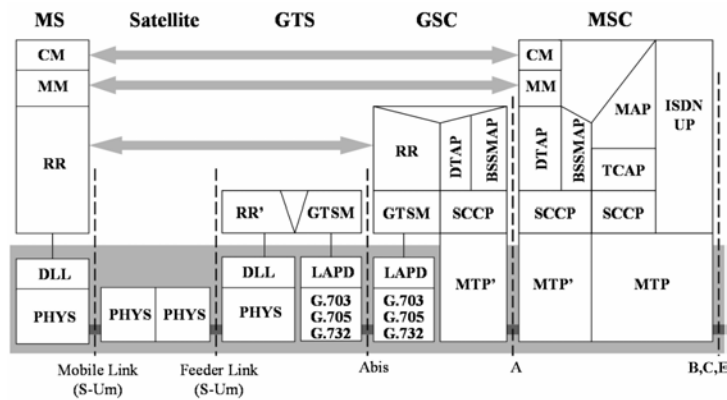 MS Satellite GTS GSC MSC
CM CM
MM MM
RR
RR
DTAP
BSSMAP
DTAP
BSSMAP
MAP
ISDN
UP
TCAP
RR' GTSM GTSM SCCP SCCP SCCP
DLL DLL LAPD LAPD
PHYS PHYS PHYS PHYS
G.703
G.705
G.732
G.703
G.705
G.732
MTP' MTP' MTP
Mobile Link
(S-Um)
Feeder Link
(S-Um)
Abis A B,C,E